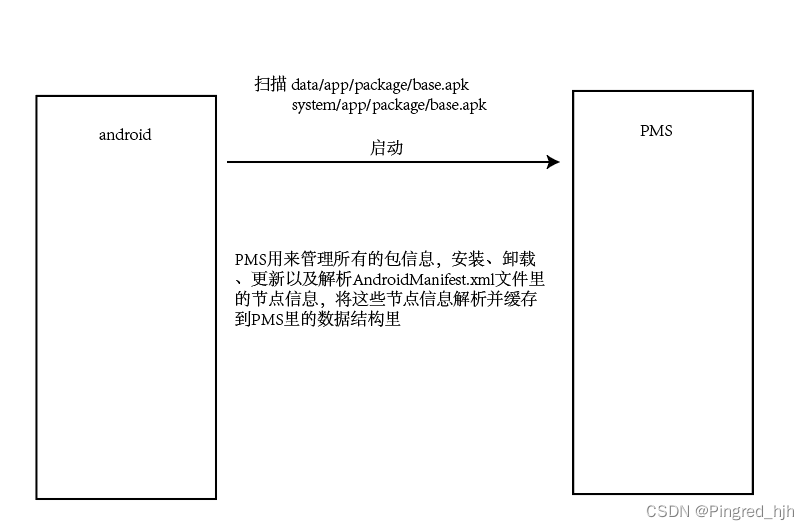 扫描 data/app/package/base.apk
system/app/package/base.apk
android
PMS
启动
PMS用来管理所有的包信息，安装、卸载
、更新以及解析AndroidManifest.xml文件里
的节点信息，将这些节点信息解析并缓存
到PMS里的数据结构里
CSDN @Pingred_hjh